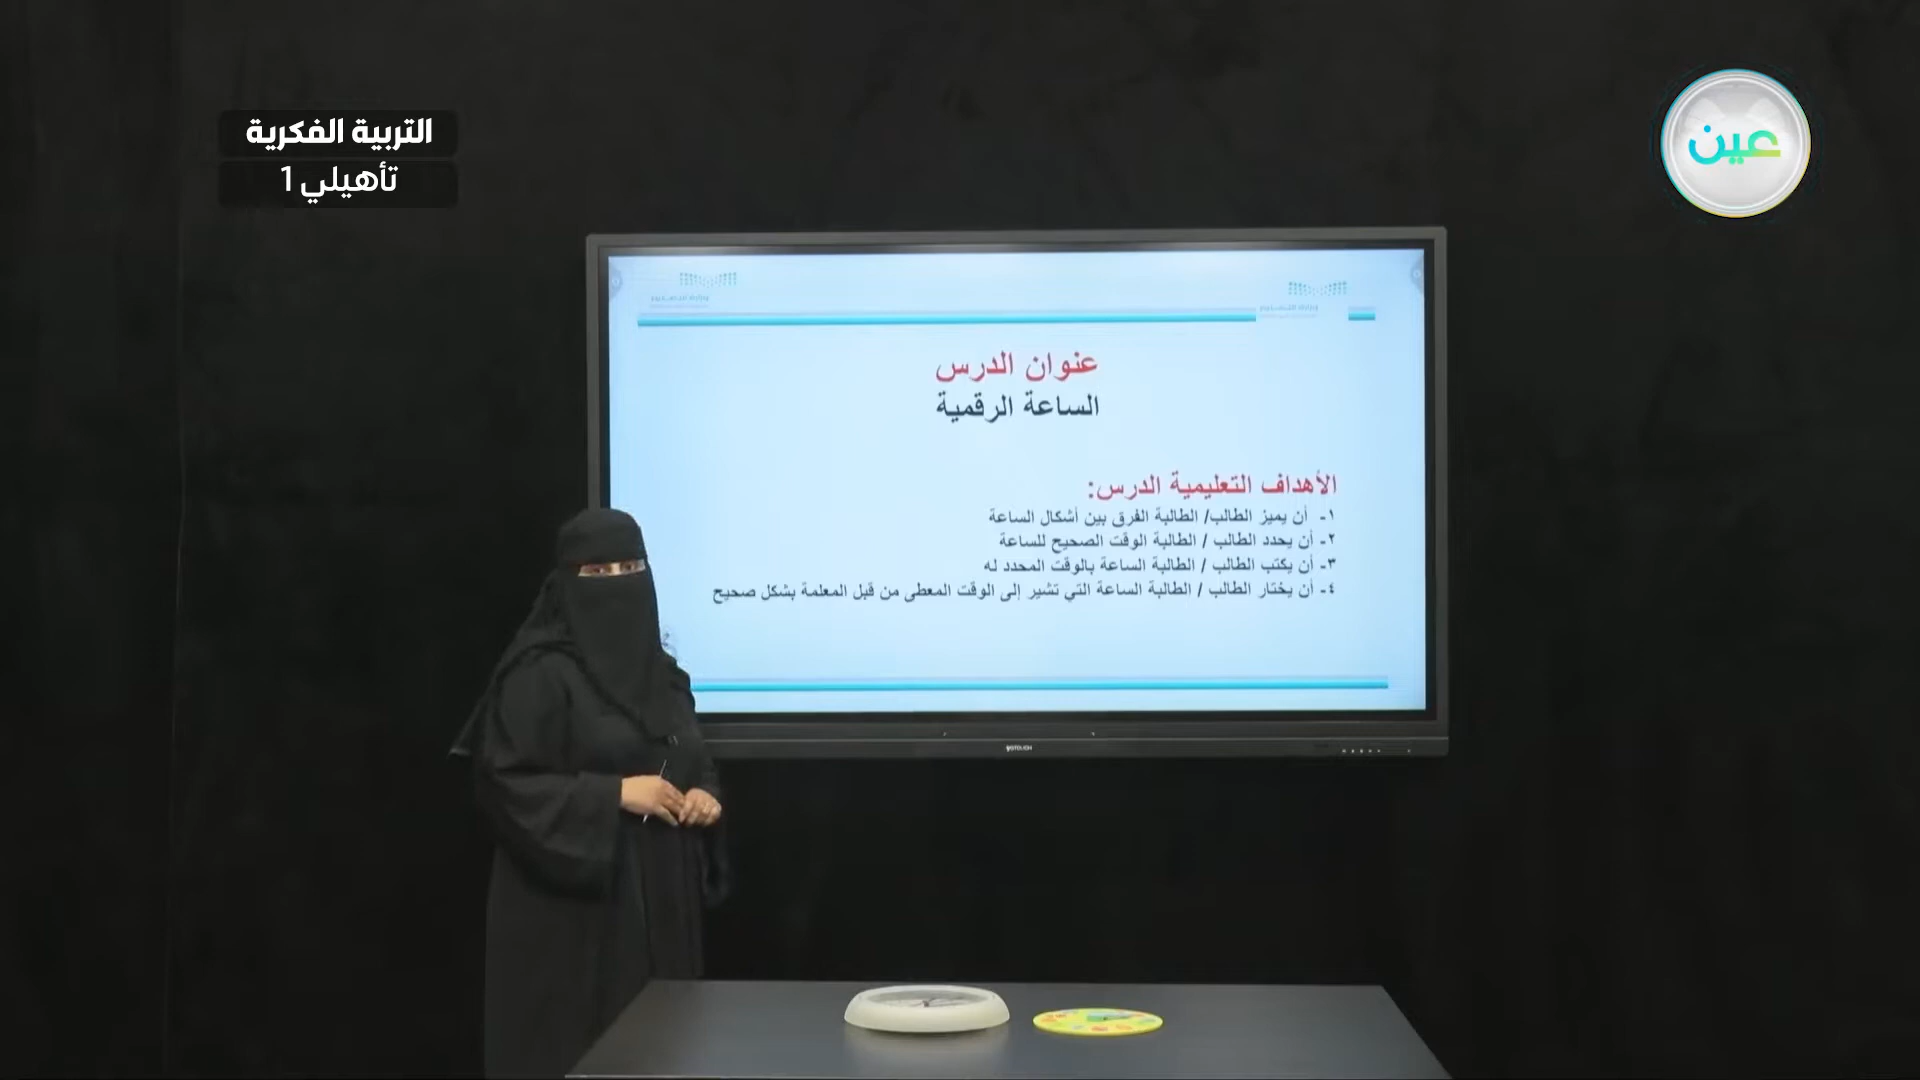 التربية الفكرية
تأهيلي 1
عين
عنوان الدرس
الساعة الرقمية
الأهداف التعليمية الدرس:
١- أن يميز الطالب/ الطالبة الفرق بين أشكال الساعة
٢- أن يحدد الطالب / الطالبة الوقت الصحيح للساعة
٣- أن يكتب الطالب / الطالبة الساعة بالوقت المحدد له
٤- أن يختار الطالب / الطالبة الساعة التي تشير إلى الوقت المعطى من قبل المعلمة بشكل صحيح